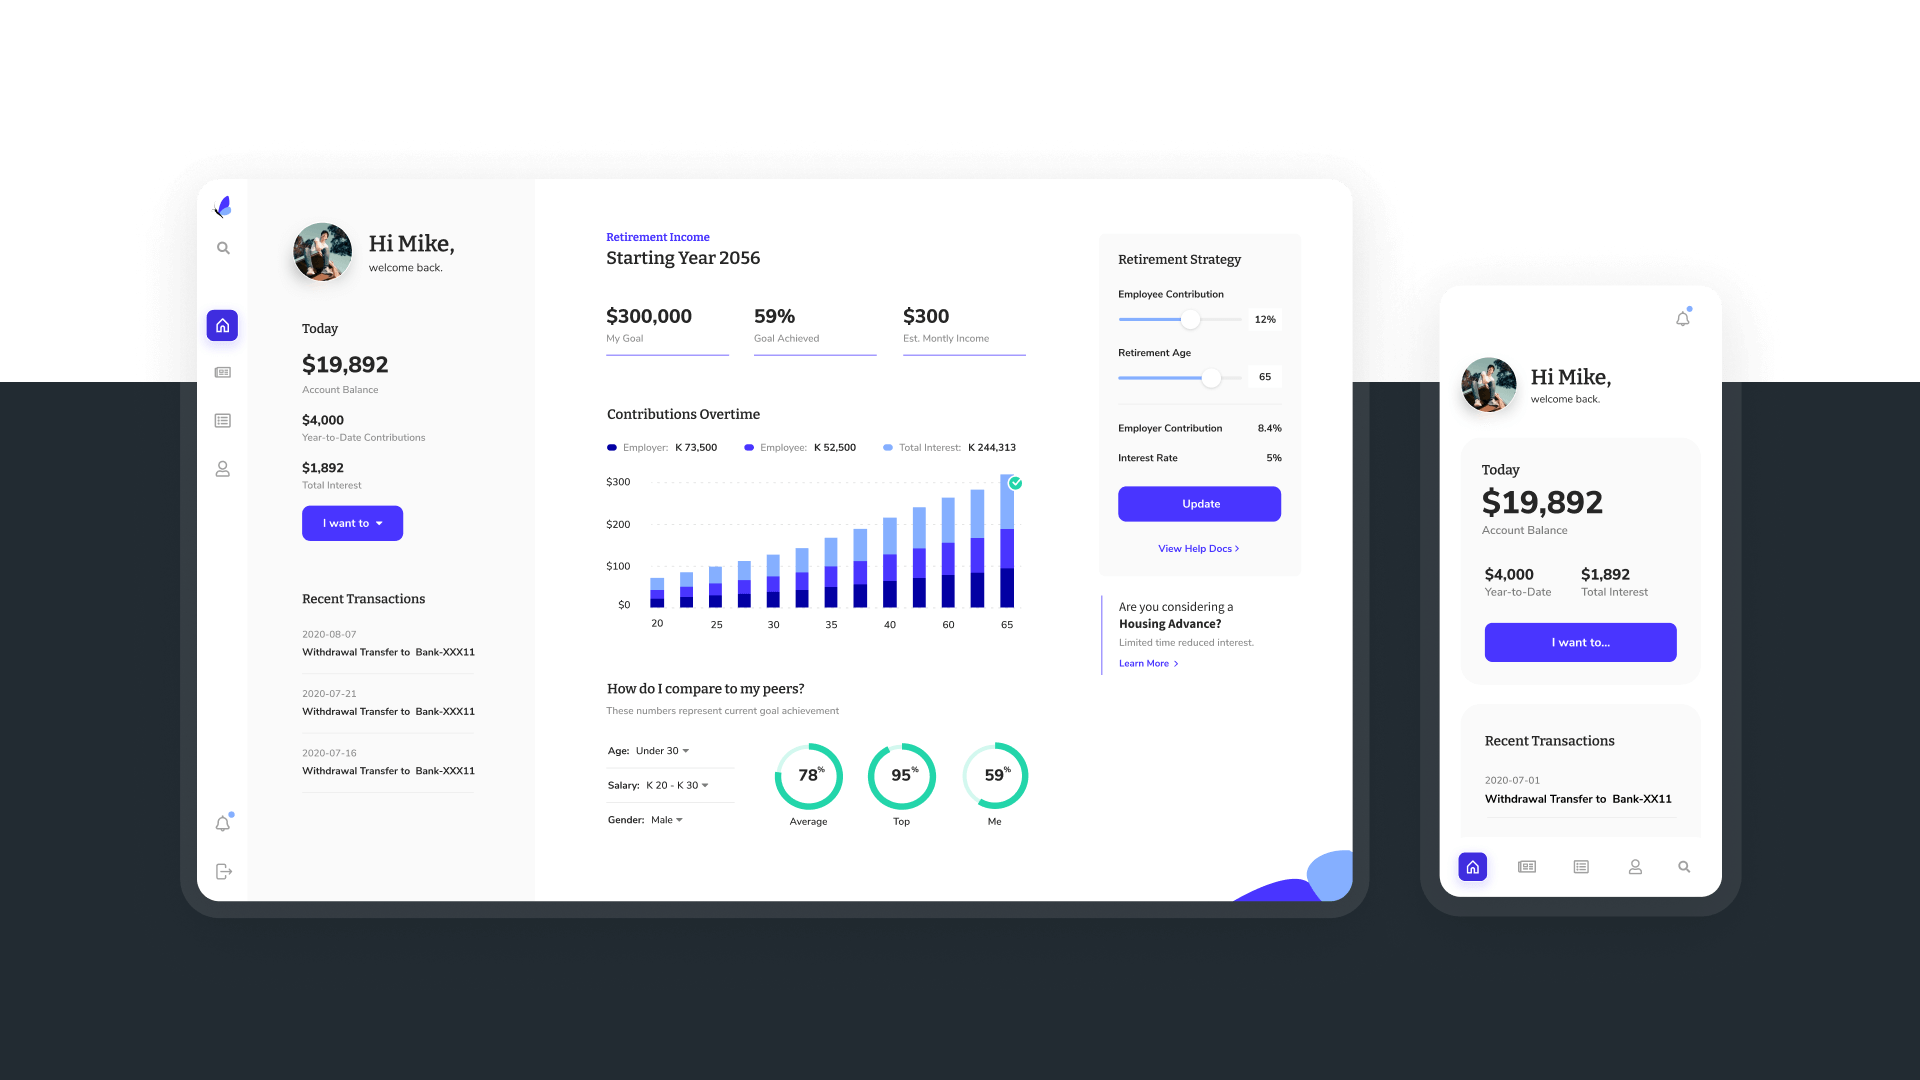 Hi Mike,
welcome back.
Today
$19,892
Account Balance
$4,000
Year-to-Date Contributions
$1,892
Total Interest
I want to
Recent Transactions
2020-08-07
Withdrawal Transfer to Bank-XXX11
2020-07-21
Withdrawal Transfer to Bank-XXX11
2020-07-16
Withdrawal Transfer to Bank-XXX11
Retirement Income
Starting Year 2056
$300,000 59% $300
My Goal Goal Achieved Est. Montly Income
Contributions Overtime
Employer: K 73,500 Employee: K 52,500 Total Interest: K 244,313
$300
$200
$100
$0
20 25 30 35 40 60 65
How do I compare to my peers?
These numbers represent current goal achievement
Age: Under 30
Salary: K 20 - K 30
Gender: Male
78% 95% 59%
Average Top Me
Retirement Strategy
Employee Contribution
12%
Retirement Age
65
Employer Contribution 8.4%
Interest Rate 5%
Update
View Help Docs >
Are you considering a
Housing Advance?
Limited time reduced interest.
Learn More >
Hi Mike,
welcome back.
Today
$19,892
Account Balance
$4,000 $1,892
Year-to-Date Total Interest
I want to...
Recent Transactions
2020-07-01
Withdrawal Transfer to Bank-XX11